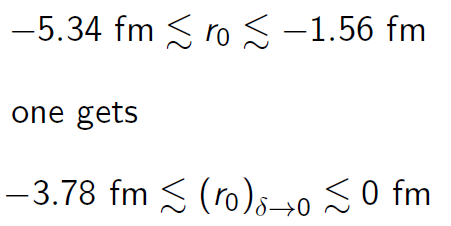 −5.34 fm ≲ r₀ ≲ −1.56 fm
one gets
−3.78 fm ≲ (r₀)_{δ→0} ≲ 0 fm